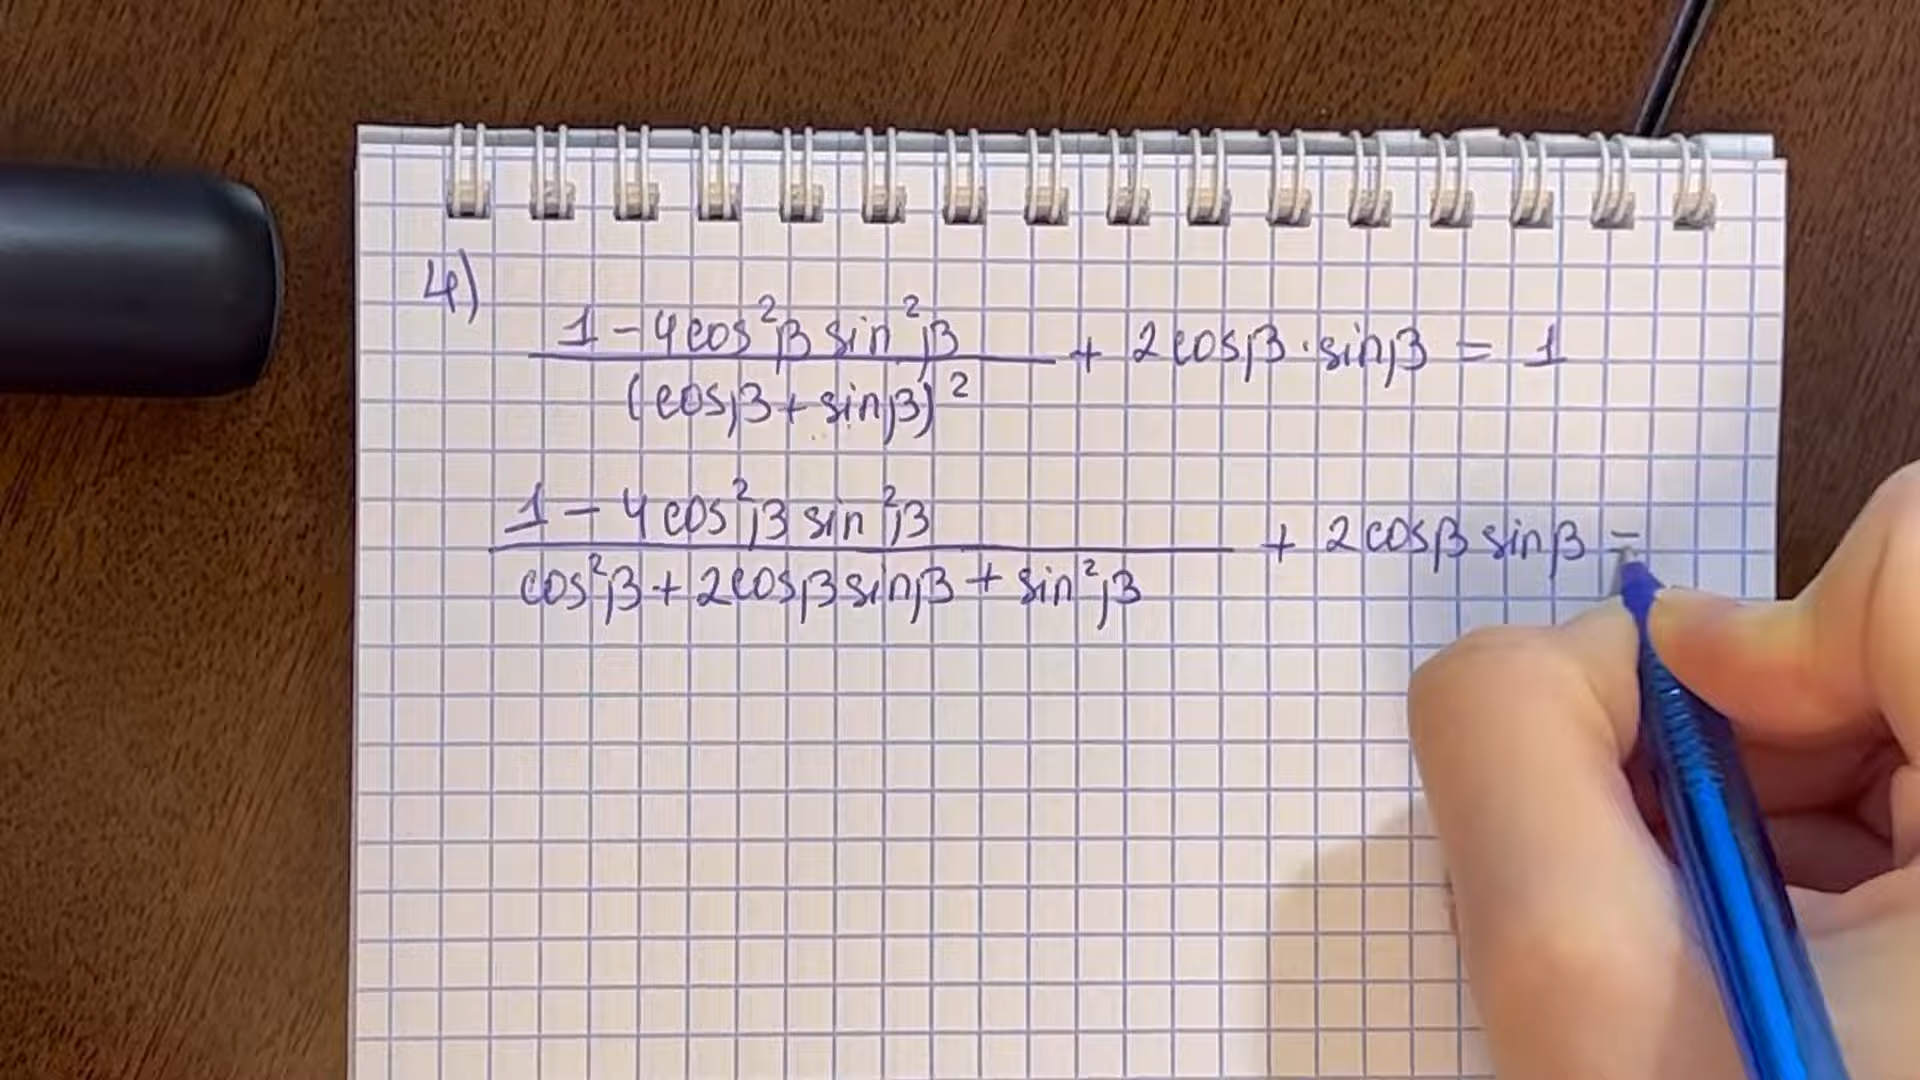 4)
1 - 4cos²β sin²β / (cosβ + sinβ)² + 2cosβ · sinβ = 1
1 - 4cos²β sin²β / cos²β + 2cosβ sinβ + sin²β + 2cosβ sinβ =